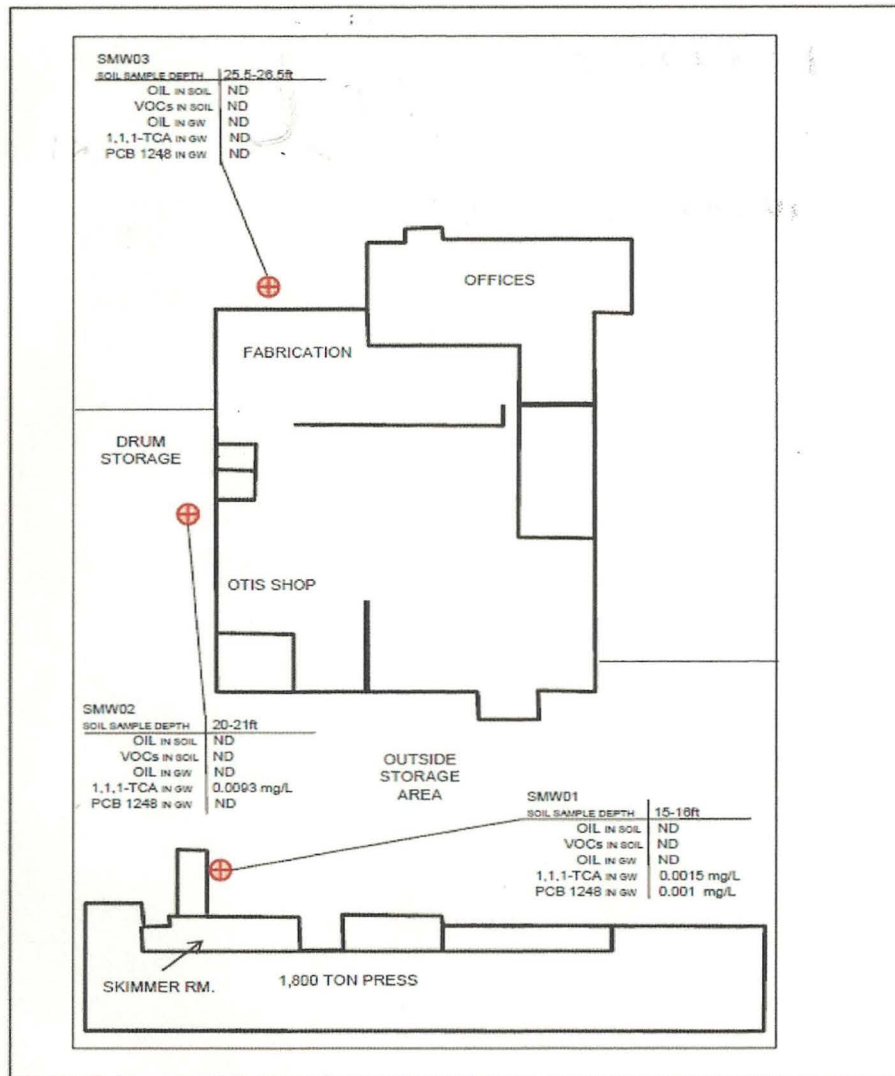 SMW03
SOIL SAMPLE DEPTH 25.5-26.5ft
OIL IN SOIL ND
VOCs IN SOIL ND
OIL IN GW ND
1,1,1-TCA IN GW ND
PCB 1248 IN GW ND
OFFICES
FABRICATION
DRUM
STORAGE
OTIS SHOP
SMW02
SOIL SAMPLE DEPTH 20-21ft
OIL IN SOIL ND
VOCs IN SOIL ND
OIL IN GW ND
1,1,1-TCA IN GW 0.0093 mg/L
PCB 1248 IN GW ND
OUTSIDE
STORAGE
AREA
SMW01
SOIL SAMPLE DEPTH 15-16ft
OIL IN SOIL ND
VOCs IN SOIL ND
OIL IN GW ND
1,1,1-TCA IN GW 0.0015 mg/L
PCB 1248 IN GW 0.001 mg/L
SKIMMER RM.
1,800 TON PRESS